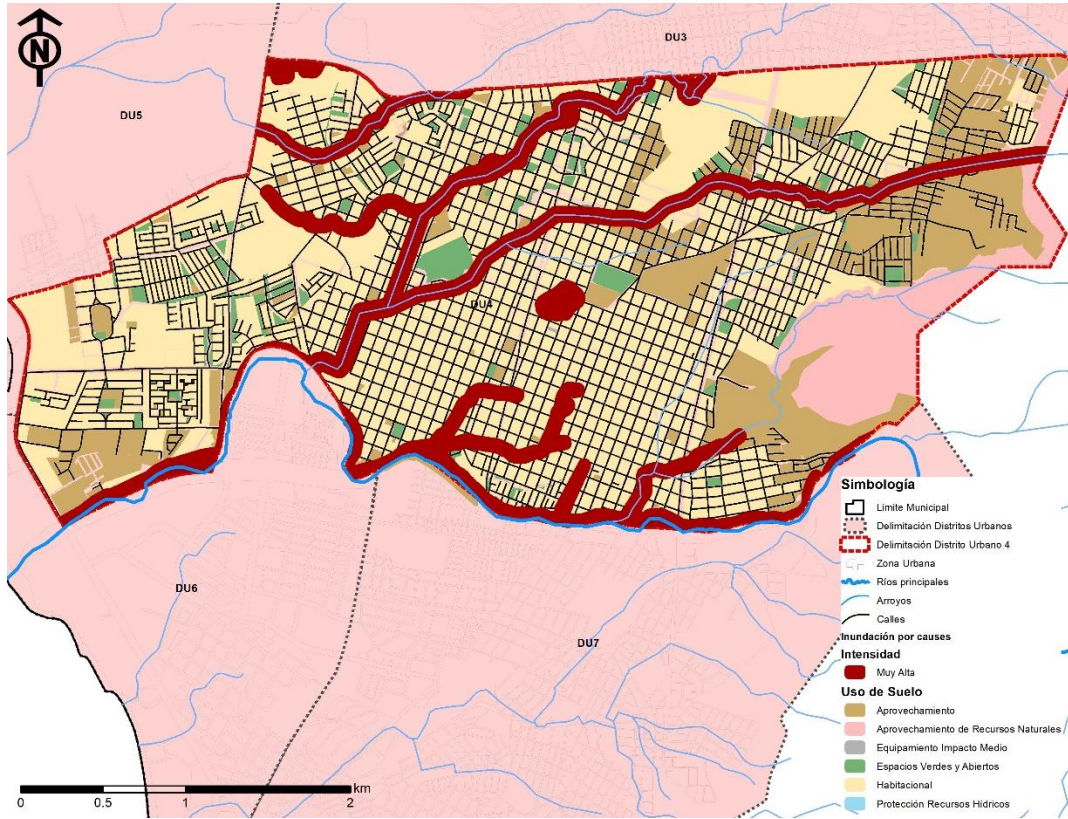 N
DU3
DU5
DU4
DU6
DU7
Simbología
Limite Municipal
Delimitación Distritos Urbanos
Delimitación Distrito Urbano 4
Zona Urbana
Ríos principales
Arroyos
Calles
Inundación por causes
Intensidad
Muy Alta
Uso de Suelo
Aprovechamiento
Aprovechamiento de Recursos Naturales
Equipamiento Impacto Medio
Espacios Verdes y Abiertos
Habitacional
Protección Recursos Hídricos
km
0 0.5 1 2